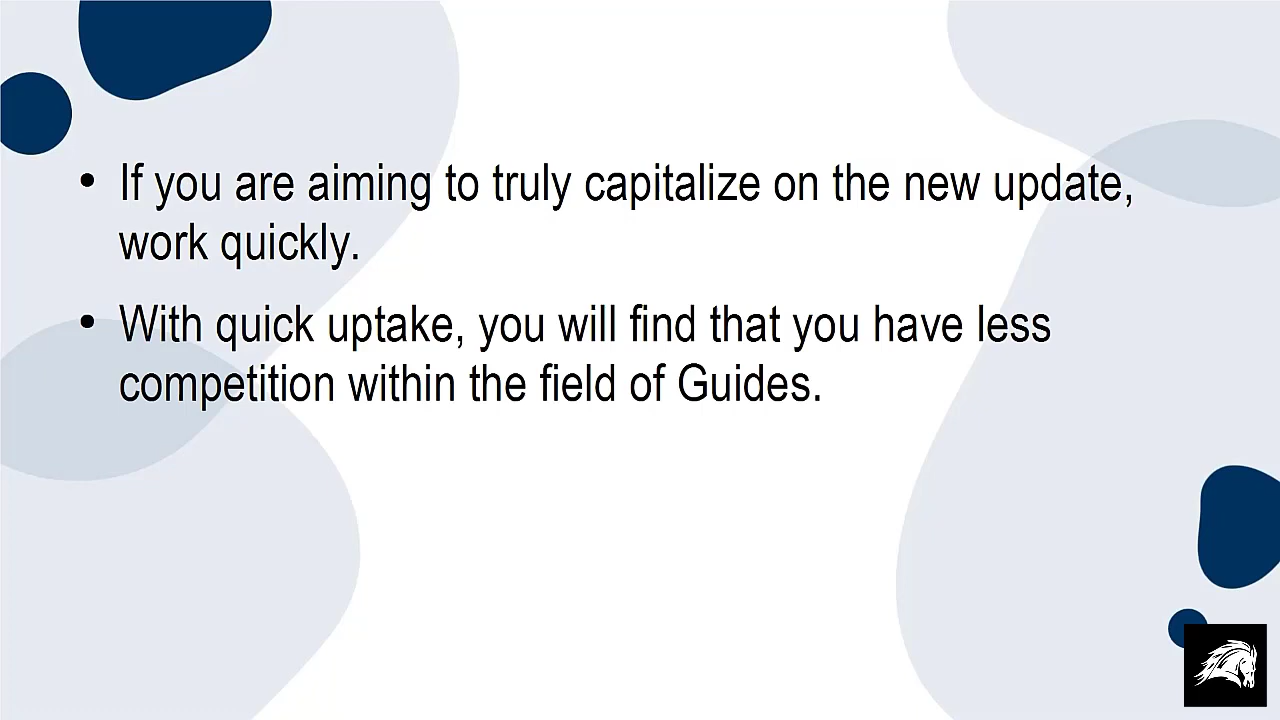 • If you are aiming to truly capitalize on the new update,
work quickly.
• With quick uptake, you will find that you have less
competition within the field of Guides.